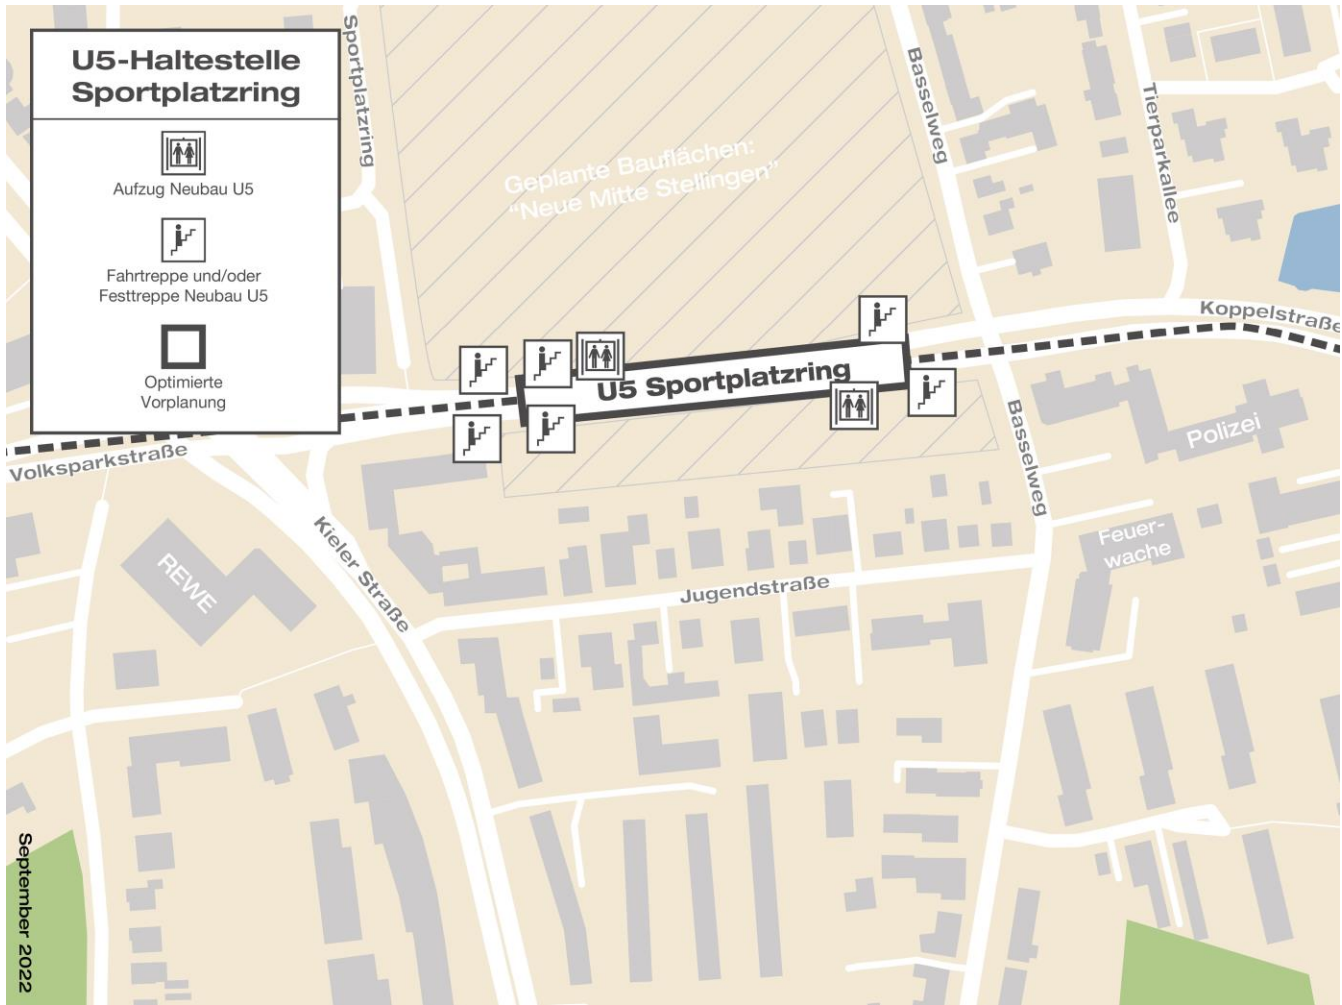 U5-Haltestelle
Sportplatzring
Aufzug Neubau U5
Fahrtreppe und/oder
Festtreppe Neubau U5
Optimierte
Vorplanung
Sportplatzring
Geplante Bauflächen:
“Neue Mitte Stellingen”
Basselweg
Tierparkallee
Koppelstraße
U5 Sportplatzring
Volksparkstraße
Kieler Straße
REWE
Jugendstraße
Basselweg
Polizei
Feuer-
wache
September 2022